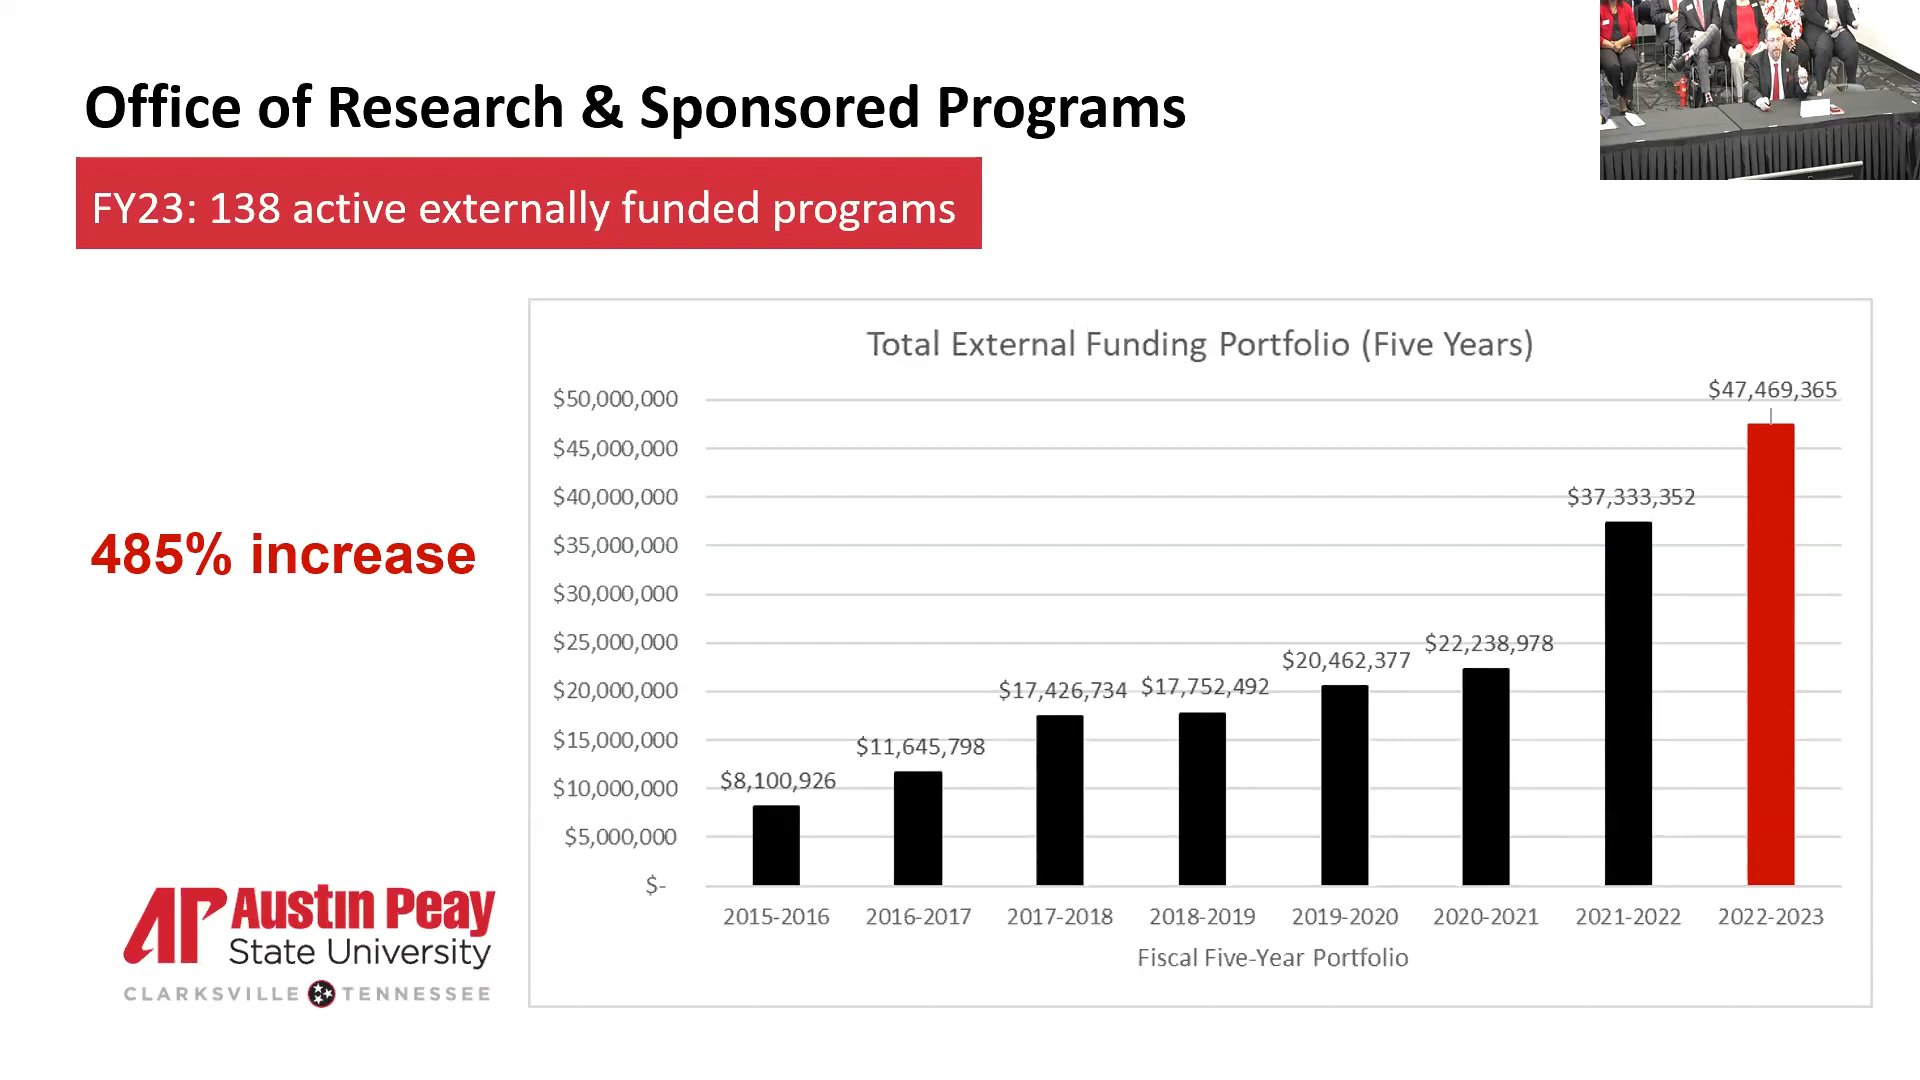 Office of Research & Sponsored Programs
FY23: 138 active externally funded programs
485% increase
Total External Funding Portfolio (Five Years)
$50,000,000
$45,000,000
$40,000,000
$35,000,000
$30,000,000
$25,000,000
$20,000,000
$15,000,000
$10,000,000
$5,000,000
$-
$8,100,926
$11,645,798
$17,426,734
$17,752,492
$20,462,377
$22,238,978
$37,333,352
$47,469,365
2015-2016 2016-2017 2017-2018 2018-2019 2019-2020 2020-2021 2021-2022 2022-2023
Fiscal Five-Year Portfolio
AP Austin Peay
State University
CLARKSVILLE TENNESSEE